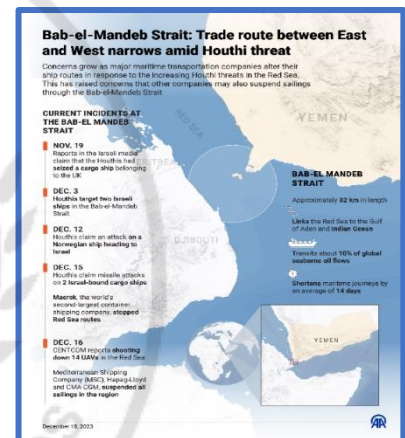 Bab-el-Mandeb Strait: Trade route between East
and West narrows amid Houthi threat
Concerns grow as major maritime transportation companies alter their
ship routes in response to the increasing Houthi threats in the Red Sea.
This has raised concerns that other companies may also suspend sailings
through the Bab-el-Mandeb Strait
CURRENT INCIDENTS AT
THE BAB EL MANDEB
STRAIT
NOV. 19
Reports in the Israeli media
claim that the Houthis had
seized a cargo ship belonging
to the UK
DEC. 3
Houthis target two Israeli
ships in the Bab-el-Mandeb
Strait
DEC. 12
Houthis claim an attack on a
Norwegian ship heading to
Israel
DEC. 15
Houthis claim missile attacks
on 2 Israel-bound cargo ships
Maersk, the world's
second-largest container
shipping company, stopped
Red Sea routes
DEC. 16
CENTCOM reports shooting
down 14 UAVs in the Red Sea
Mediterranean Shipping
Company (MSC), Hapag-Lloyd
and CMA CGM, suspended all
sailings in the region
December 18, 2023
RED SEA
ERITREA
DJIBOUTI
YEMEN
BAB-EL MANDEB
STRAIT
Approximately 32 km in length
Links the Red Sea to the Gulf
of Aden and Indian Ocean
Transits about 10% of global
seaborne oil flows
Shortens maritime journeys by
an average of 14 days
YEMEN
AA